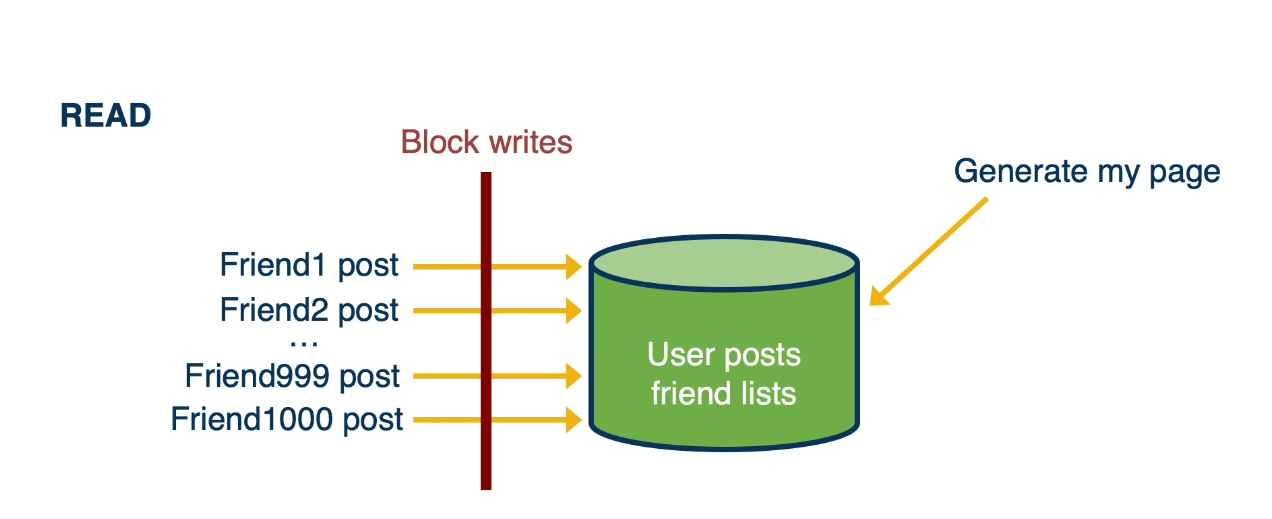 READ
Block writes
Generate my page
Friend1 post
Friend2 post
...
Friend999 post
Friend1000 post
User posts
friend lists